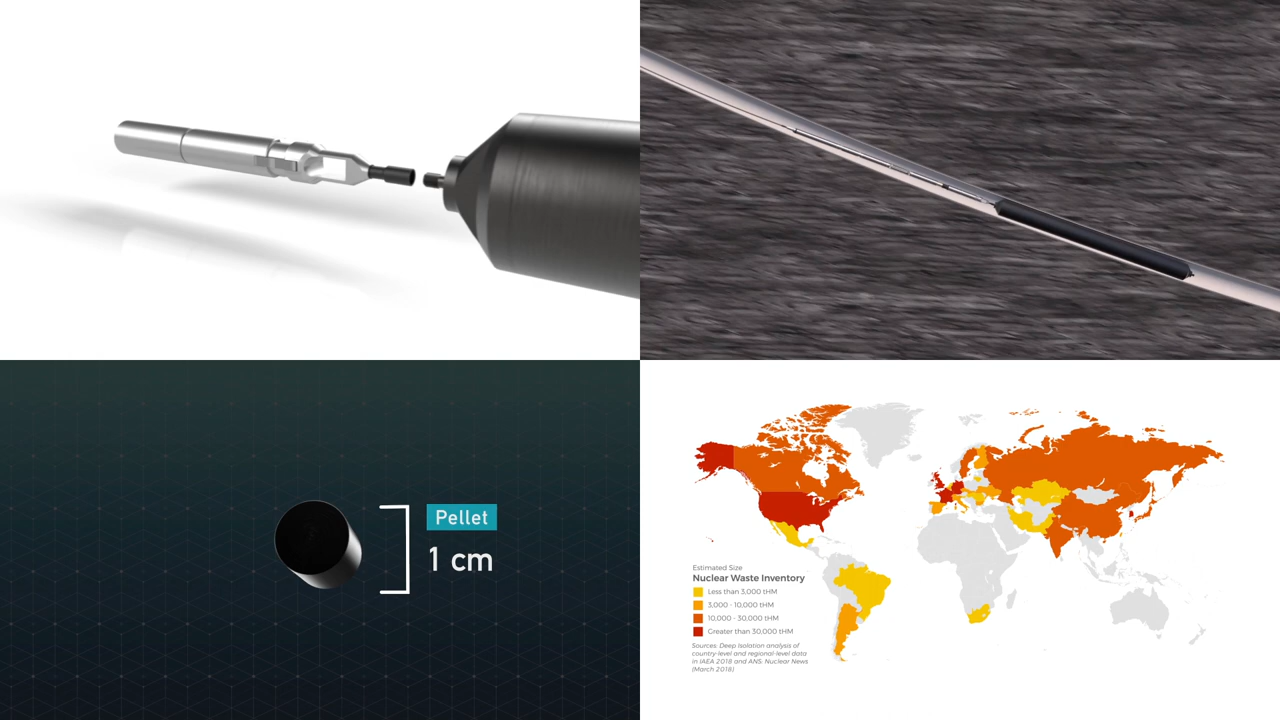 Pellet
1 cm
Estimated Size
Nuclear Waste Inventory
Less than 3,000 tHM
3,000 - 10,000 tHM
10,000 - 30,000 tHM
Greater than 30,000 tHM
Sources: Deep Isolation analysis of
country-level and regional-level data
in IAEA 2018 and ANS, Nuclear News
(March 2018)